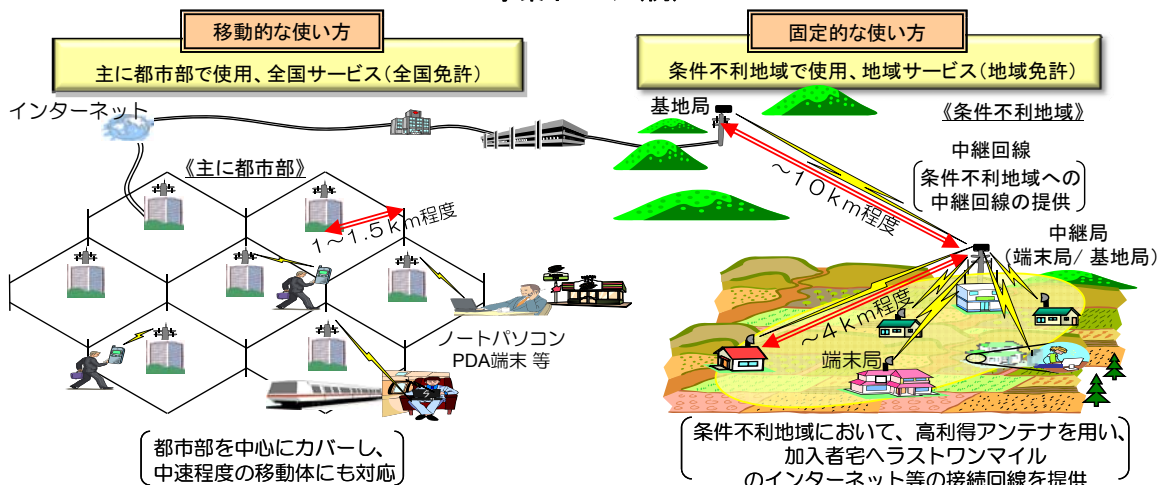 移動的な使い方
主に都市部で使用、全国サービス(全国免許)
インターネット
《主に都市部》
1~1.5km程度
ノートパソコン
PDA端末 等
都市部を中心にカバーし、
中速程度の移動体にも対応
固定的な使い方
条件不利地域で使用、地域サービス(地域免許)
基地局
《条件不利地域》
中継回線
条件不利地域への
中継回線の提供
~10km程度
中継局
(端末局/ 基地局)
~4km程度
端末局
条件不利地域において、高利得アンテナを用い、
加入者宅へラストワンマイル
のインターネット等の接続回線を提供